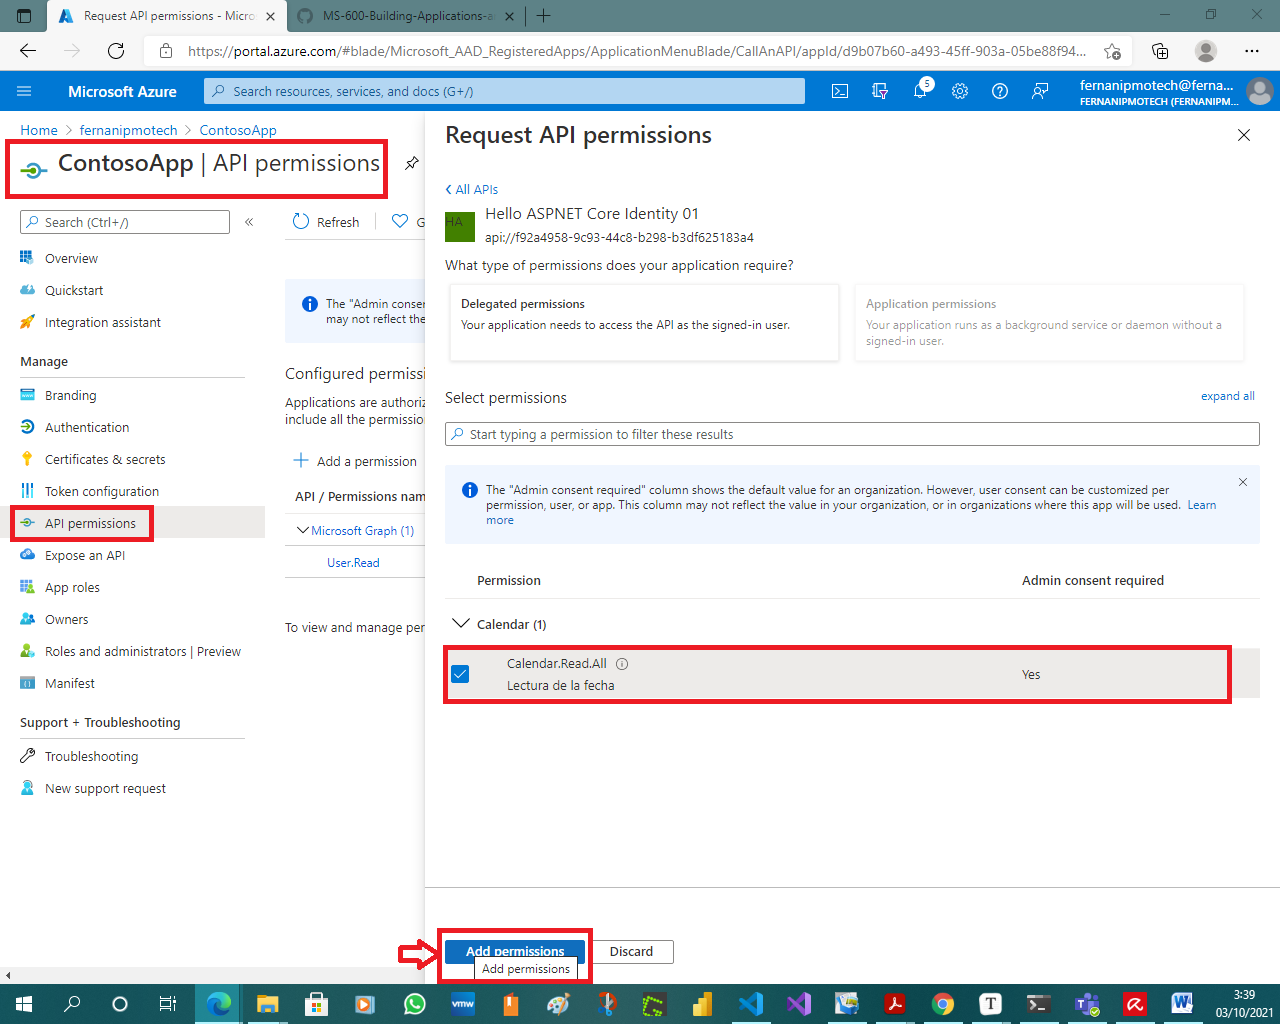 Request API permissions - Micros
MS-600-Building-Applications-a
https://portal.azure.com/#blade/Microsoft_AAD_RegisteredApps/ApplicationMenuBlade/CallAnAPI/appId/d9b07b60-a493-45ff-903a-05be88f94...
Microsoft Azure
Search resources, services, and docs (G+/)
5
fernanipmotech@ferna...
FERNANIPMOTECH (FERNANIPM...
Home > fernanipmotech > ContosoApp
ContosoApp | API permissions
Search (Ctrl+/)
«
Overview
Quickstart
Integration assistant
Manage
Branding
Authentication
Certificates & secrets
Token configuration
API permissions
Expose an API
App roles
Owners
Roles and administrators | Preview
Manifest
Support + Troubleshooting
Troubleshooting
New support request
Refresh
G
The "Admin consent
may not reflect the
Configured permissi
Applications are authoriz
include all the permission
Add a permission
API / Permissions nam
Microsoft Graph (1)
User.Read
To view and manage per
Request API permissions
All APIs
HA
Hello ASPNET Core Identity 01
api://f92a4958-9c93-44c8-b298-b3df625183a4
What type of permissions does your application require?
Delegated permissions
Your application needs to access the API as the signed-in user.
Application permissions
Your application runs as a background service or daemon without a
signed-in user.
Select permissions
expand all
Start typing a permission to filter these results
The "Admin consent required" column shows the default value for an organization. However, user consent can be customized per
permission, user, or app. This column may not reflect the value in your organization, or in organizations where this app will be used. Learn
more
Permission
Admin consent required
Calendar (1)
Calendar.Read.All
Lectura de la fecha
Yes
Add permissions
Discard
Add permissions
vmw
3:39
03/10/2021